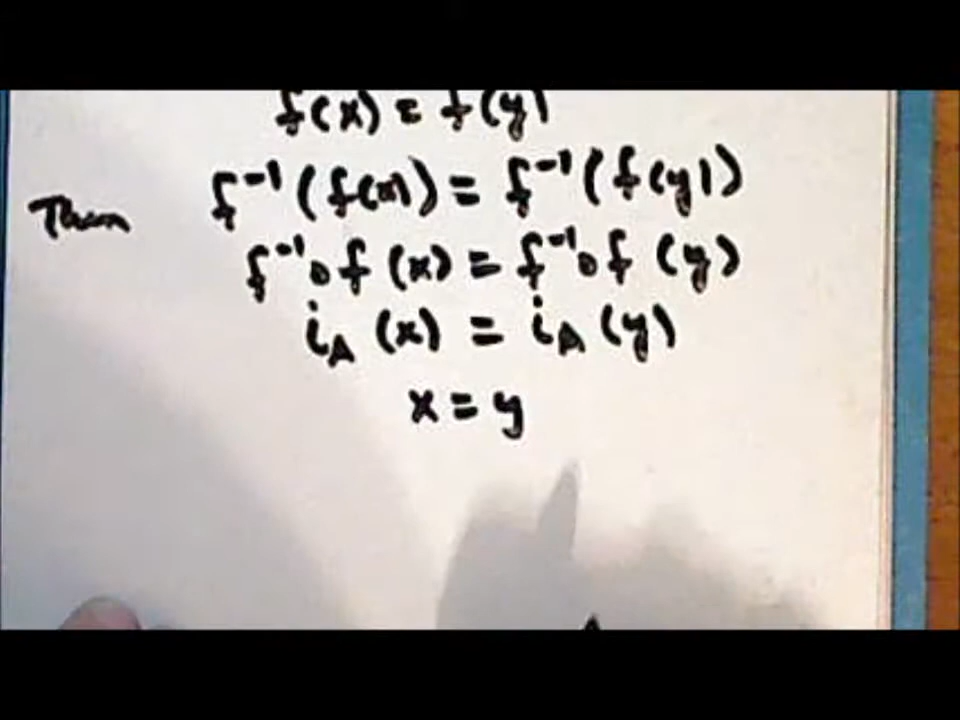 f(x) = f(y)
Then f⁻¹(f(x)) = f⁻¹(f(y))
f⁻¹∘f (x) = f⁻¹∘f (y)
i_A (x) = i_A (y)
x = y